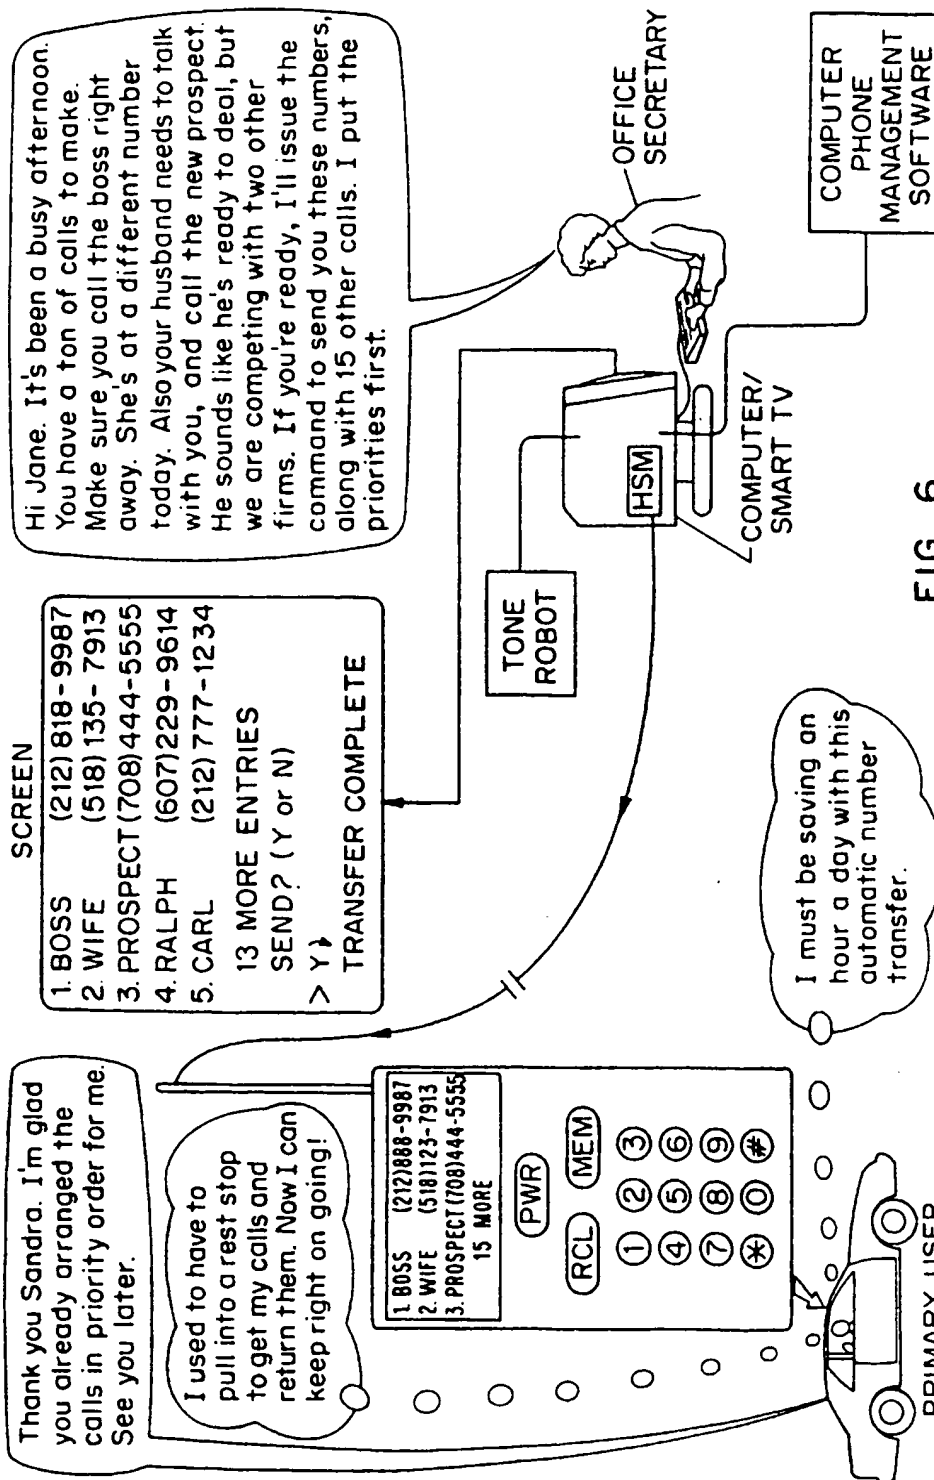 Thank you Sandra. I'm glad
you already arranged the
calls in priority order for me.
See you later.
I used to have to
pull into a rest stop
to get my calls and
return them. Now I can
keep right on going!
1. BOSS (212)888-9987
2. WIFE (518)123-7913
3. PROSPECT (708)444-5555
15 MORE
PWR
RCL MEM
1 2 3
4 5 6
7 8 9
* 0 #
PRIMARY USER
I must be saving an
hour a day with this
automatic number
transfer.
SCREEN
1. BOSS (212) 818-9987
2. WIFE (518) 135-7913
3. PROSPECT (708)444-5555
4. RALPH (607)229-9614
5. CARL (212) 777-1234
13 MORE ENTRIES
SEND? (Y or N)
> Y
TRANSFER COMPLETE
Hi Jane. It's been a busy afternoon.
You have a ton of calls to make.
Make sure you call the boss right
away. She's at a different number
today. Also your husband needs to talk
with you, and call the new prospect.
He sounds like he's ready to deal, but
we are competing with two other
firms. If you're ready, I'll issue the
command to send you these numbers,
along with 15 other calls. I put the
priorities first.
TONE
ROBOT
HSM
COMPUTER/
SMART TV
OFFICE
SECRETARY
COMPUTER
PHONE
MANAGEMENT
SOFTWARE
FIG. 6